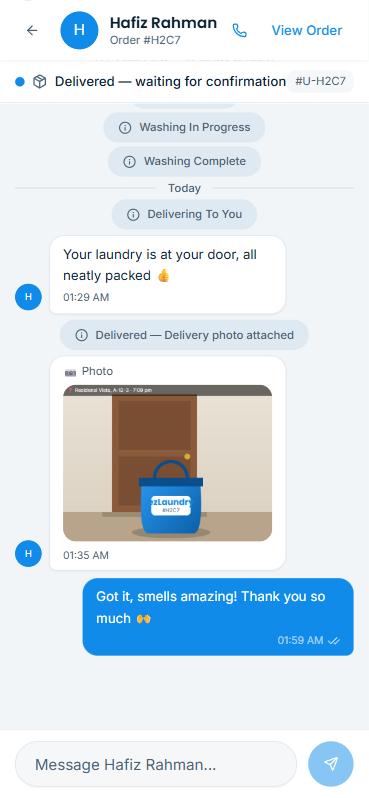 H
Hafiz Rahman
Order #H2C7
View Order
Delivered — waiting for confirmation
#U-H2C7
Washing In Progress
Washing Complete
Today
Delivering To You
Your laundry is at your door, all
neatly packed 👍
01:29 AM
H
Delivered — Delivery photo attached
📷 Photo
Residensi Vista, A-12-3 · 7:09 pm
ezLaundry
#H2C7
H
01:35 AM
Got it, smells amazing! Thank you so
much 🙌
01:59 AM
Message Hafiz Rahman...